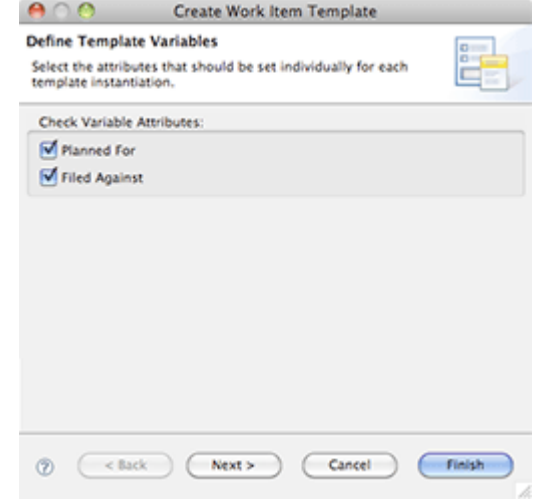 Create Work Item Template
Define Template Variables
Select the attributes that should be set individually for each
template instantiation.
Check Variable Attributes:
Planned For
Filed Against
?
< Back
Next >
Cancel
Finish